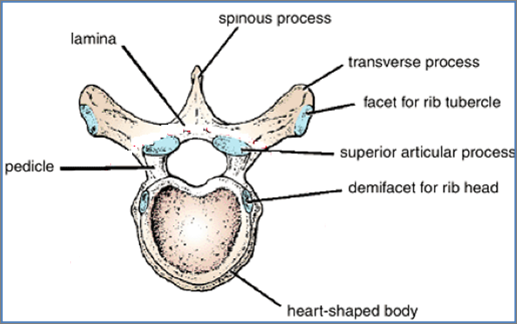 spinous process
lamina
transverse process
facet for rib tubercle
superior articular process
pedicle
demifacet for rib head
heart-shaped body